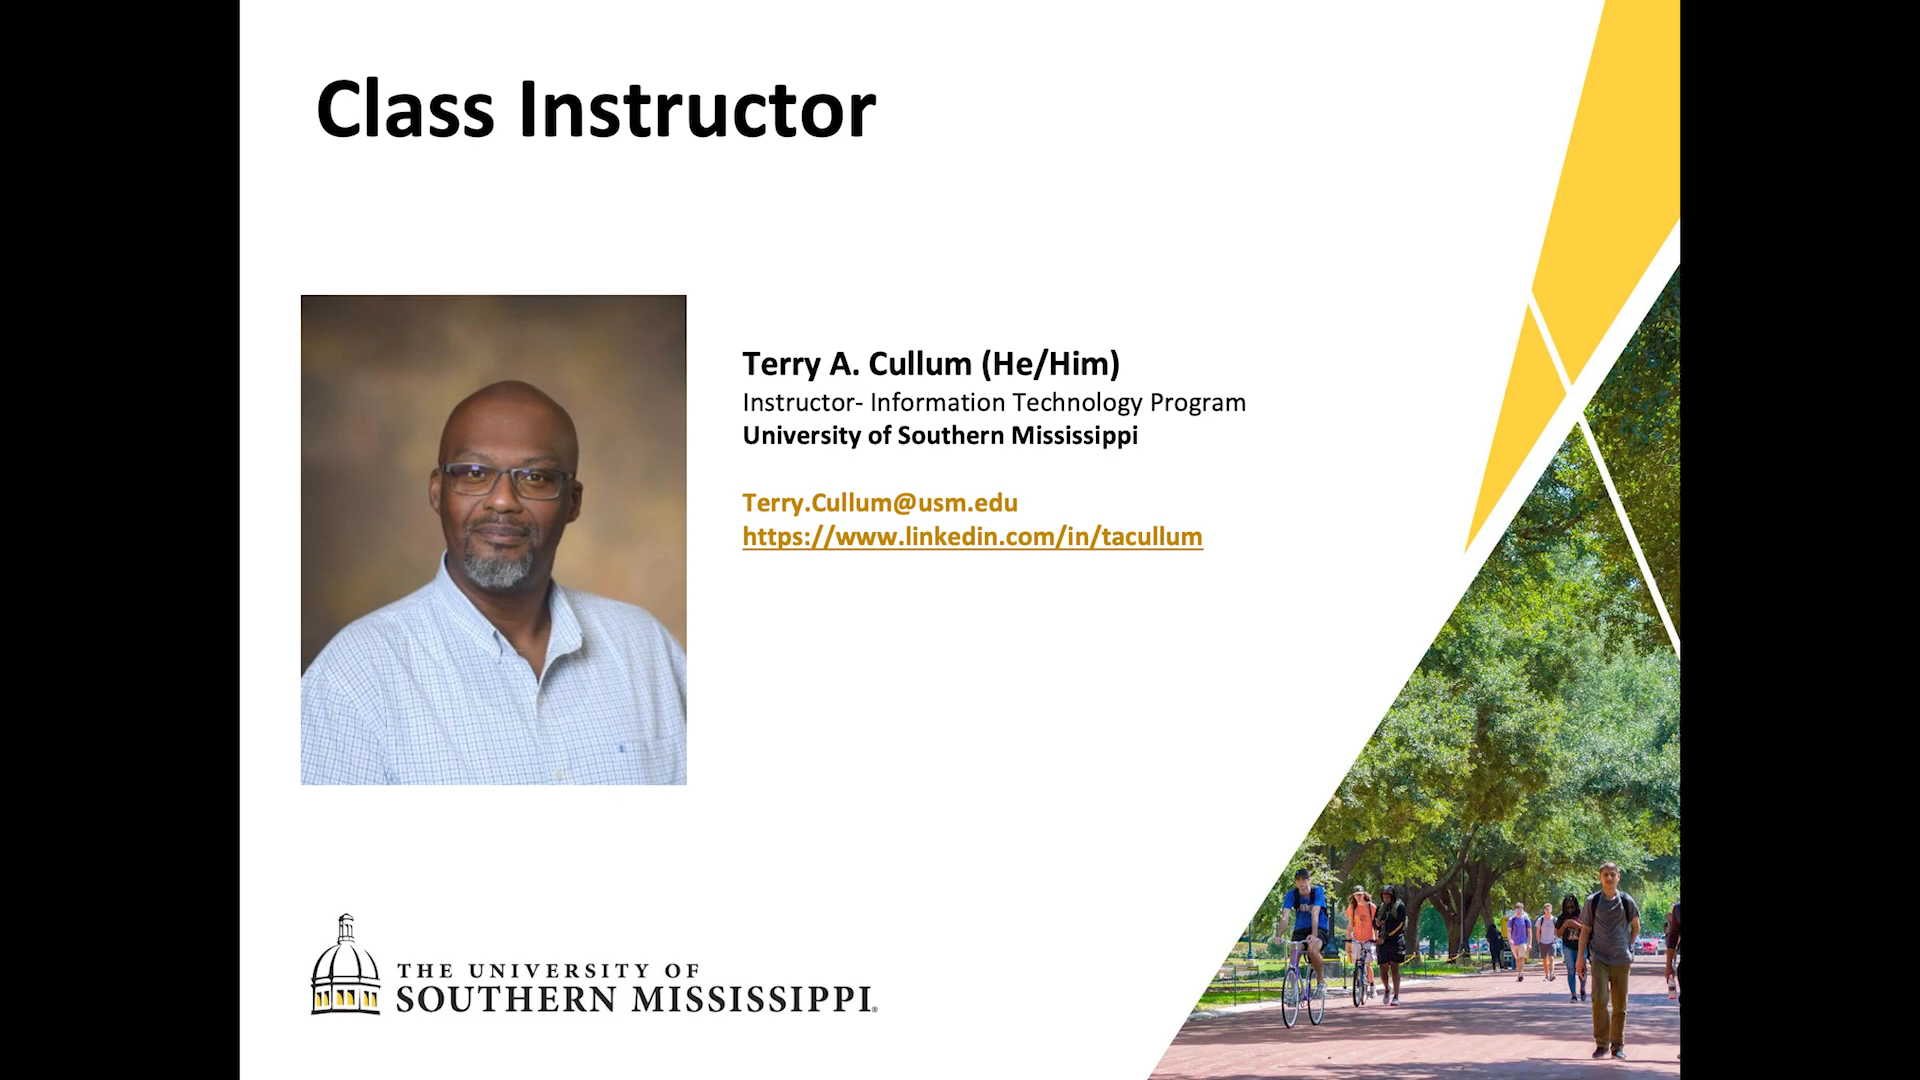 Class Instructor
Terry A. Cullum (He/Him)
Instructor- Information Technology Program
University of Southern Mississippi
Terry.Cullum@usm.edu
https://www.linkedin.com/in/tacullum
THE UNIVERSITY OF
SOUTHERN MISSISSIPPI®